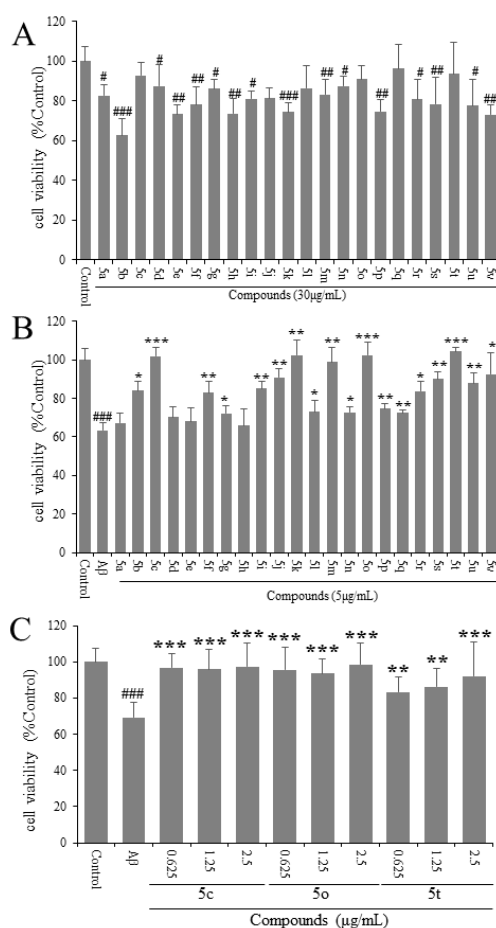 A
cell viability (%Control)
120
100
80
60
40
20
0
# ### # ## ## # ## # ### ## # ## # ## # ##
Control 5a 5b 5c 5d 5e 5f 5g 5h 5i 5j 5k 5l 5m 5n 5o 5p 5q 5r 5s 5t 5u 5v
Compounds (30μg/mL)
B
cell viability (%Control)
120
100
80
60
40
20
0
### * *** ** * ** ** ** * ** * *** ** ** * ** *** ** *
Control Aβ 5a 5b 5c 5d 5e 5f 5g 5h 5i 5j 5k 5l 5m 5n 5o 5p 5q 5r 5s 5t 5u 5v
Compounds (5μg/mL)
C
cell viability (%Control)
120
100
80
60
40
20
0
### *** *** *** *** *** *** ** ** ***
Control Aβ 0.625 1.25 2.5 0.625 1.25 2.5 0.625 1.25 2.5
5c 5o 5t
Compounds (μg/mL)